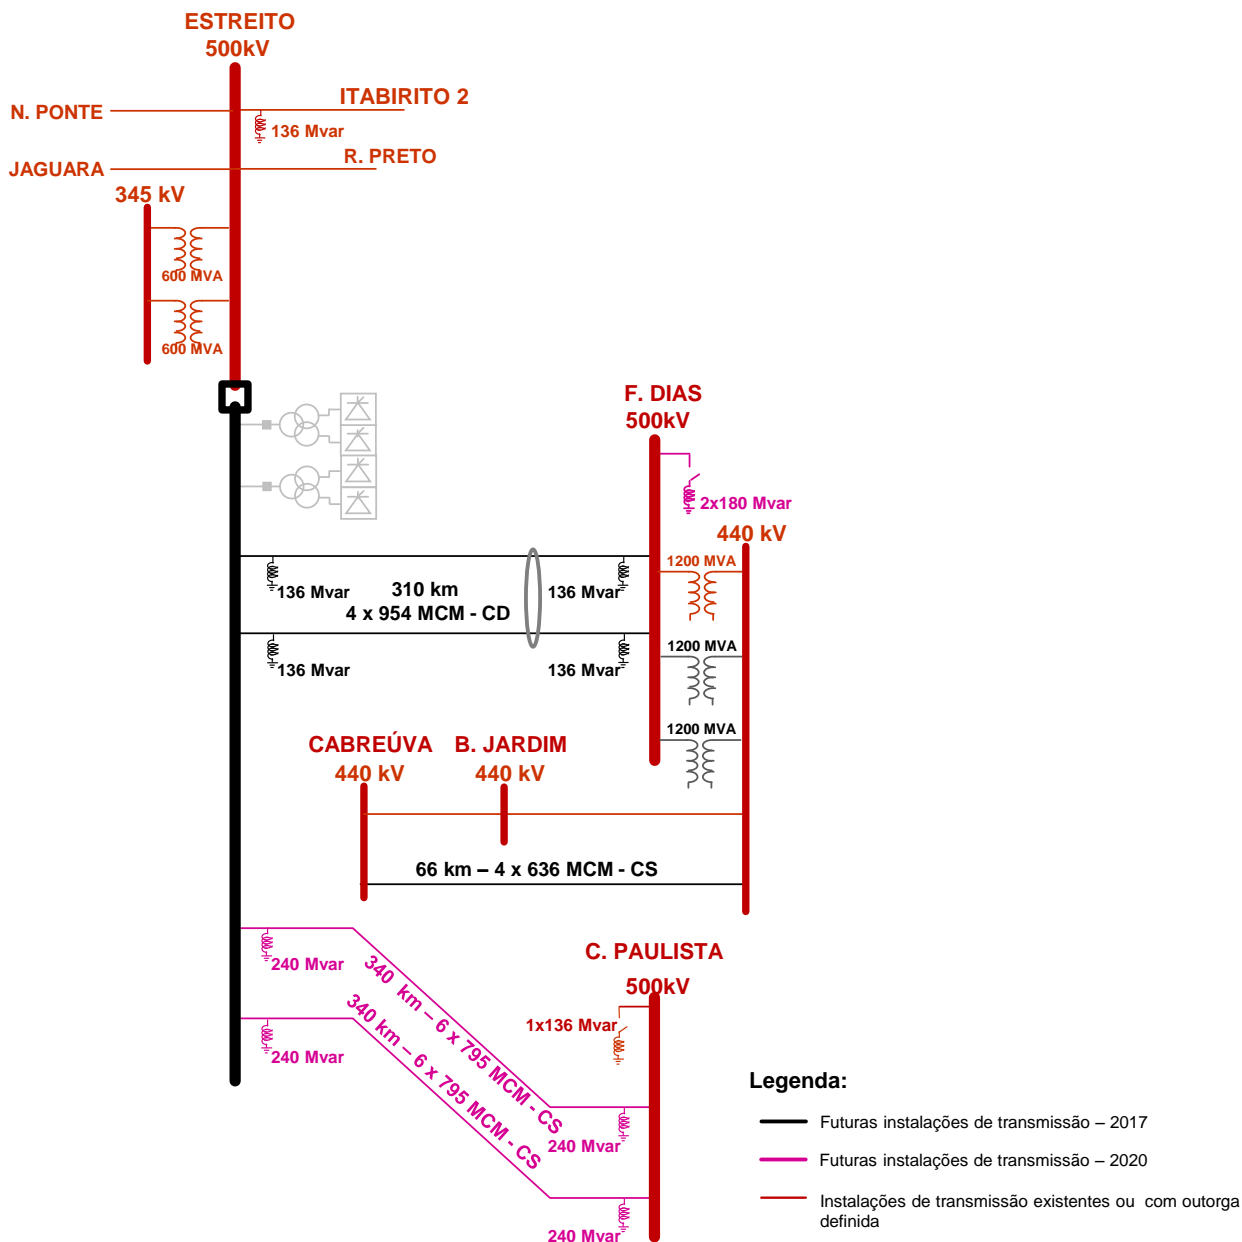 ESTREITO
500kV
N. PONTE
ITABIRITO 2
136 Mvar
JAGUARA
R. PRETO
345 kV
600 MVA
600 MVA
F. DIAS
500kV
2x180 Mvar
440 kV
1200 MVA
136 Mvar
310 km
136 Mvar
4 x 954 MCM - CD
1200 MVA
136 Mvar
136 Mvar
1200 MVA
CABREÚVA
B. JARDIM
440 kV
440 kV
66 km – 4 x 636 MCM - CS
C. PAULISTA
500kV
240 Mvar
340 km – 6 x 795 MCM - CS
1x136 Mvar
240 Mvar
340 km – 6 x 795 MCM - CS
240 Mvar
240 Mvar
Legenda:
Futuras instalações de transmissão – 2017
Futuras instalações de transmissão – 2020
Instalações de transmissão existentes ou com outorga
definida